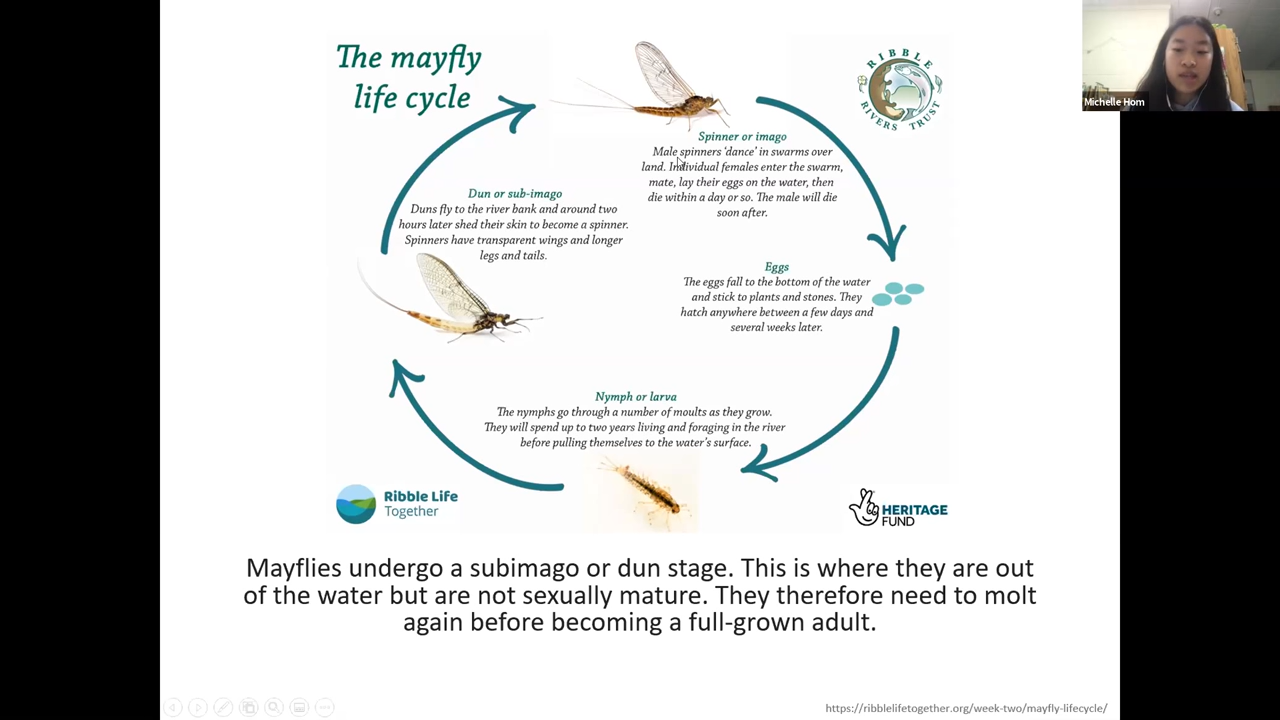 The mayfly
life cycle
RIBBLE
RIVERS TRUST
Michelle Hom
Spinner or imago
Male spinners ‘dance’ in swarms over
land. Individual females enter the swarm,
mate, lay their eggs on the water, then
die within a day or so. The male will die
soon after.
Dun or sub-imago
Duns fly to the river bank and around two
hours later shed their skin to become a spinner.
Spinners have transparent wings and longer
legs and tails.
Eggs
The eggs fall to the bottom of the water
and stick to plants and stones. They
hatch anywhere between a few days and
several weeks later.
Nymph or larva
The nymphs go through a number of moults as they grow.
They will spend up to two years living and foraging in the river
before pulling themselves to the water’s surface.
Ribble Life
Together
HERITAGE
FUND
Mayflies undergo a subimago or dun stage. This is where they are out
of the water but are not sexually mature. They therefore need to molt
again before becoming a full-grown adult.
https://ribblelifetogether.org/week-two/mayfly-lifecycle/